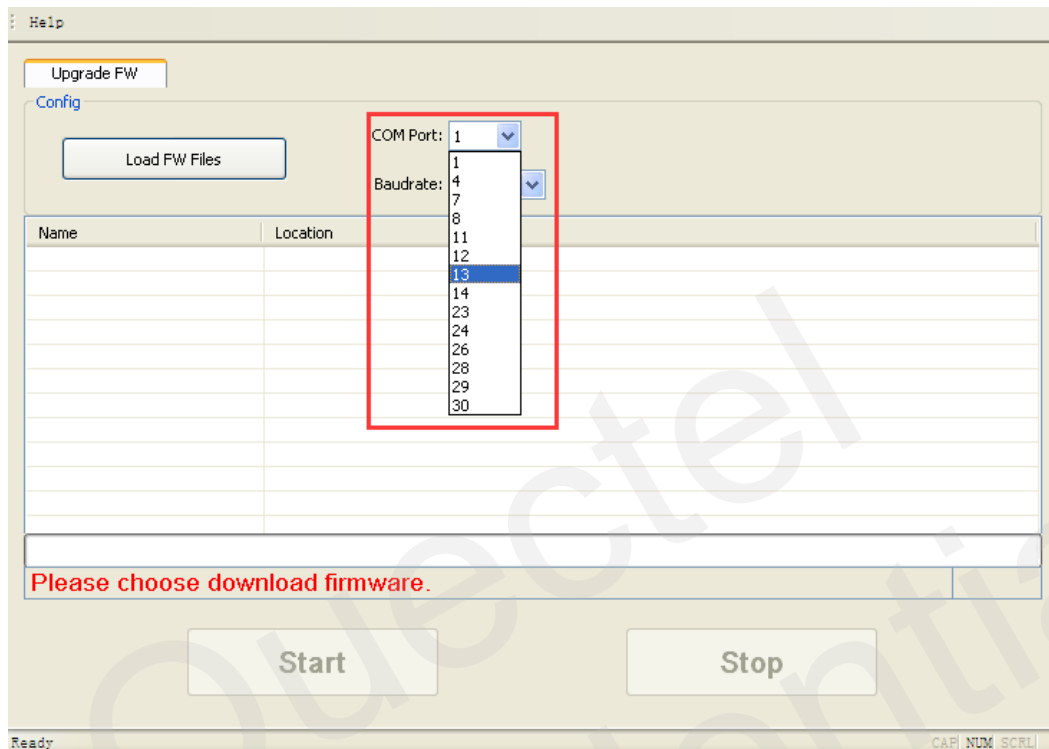 Help
Upgrade FW
Config
Load FW Files
COM Port: 1
Baudrate:
1
4
7
8
11
12
13
14
23
24
26
28
29
30
Name Location
Please choose download firmware.
Start Stop
Quectel
Ready CAP NUM SCRL